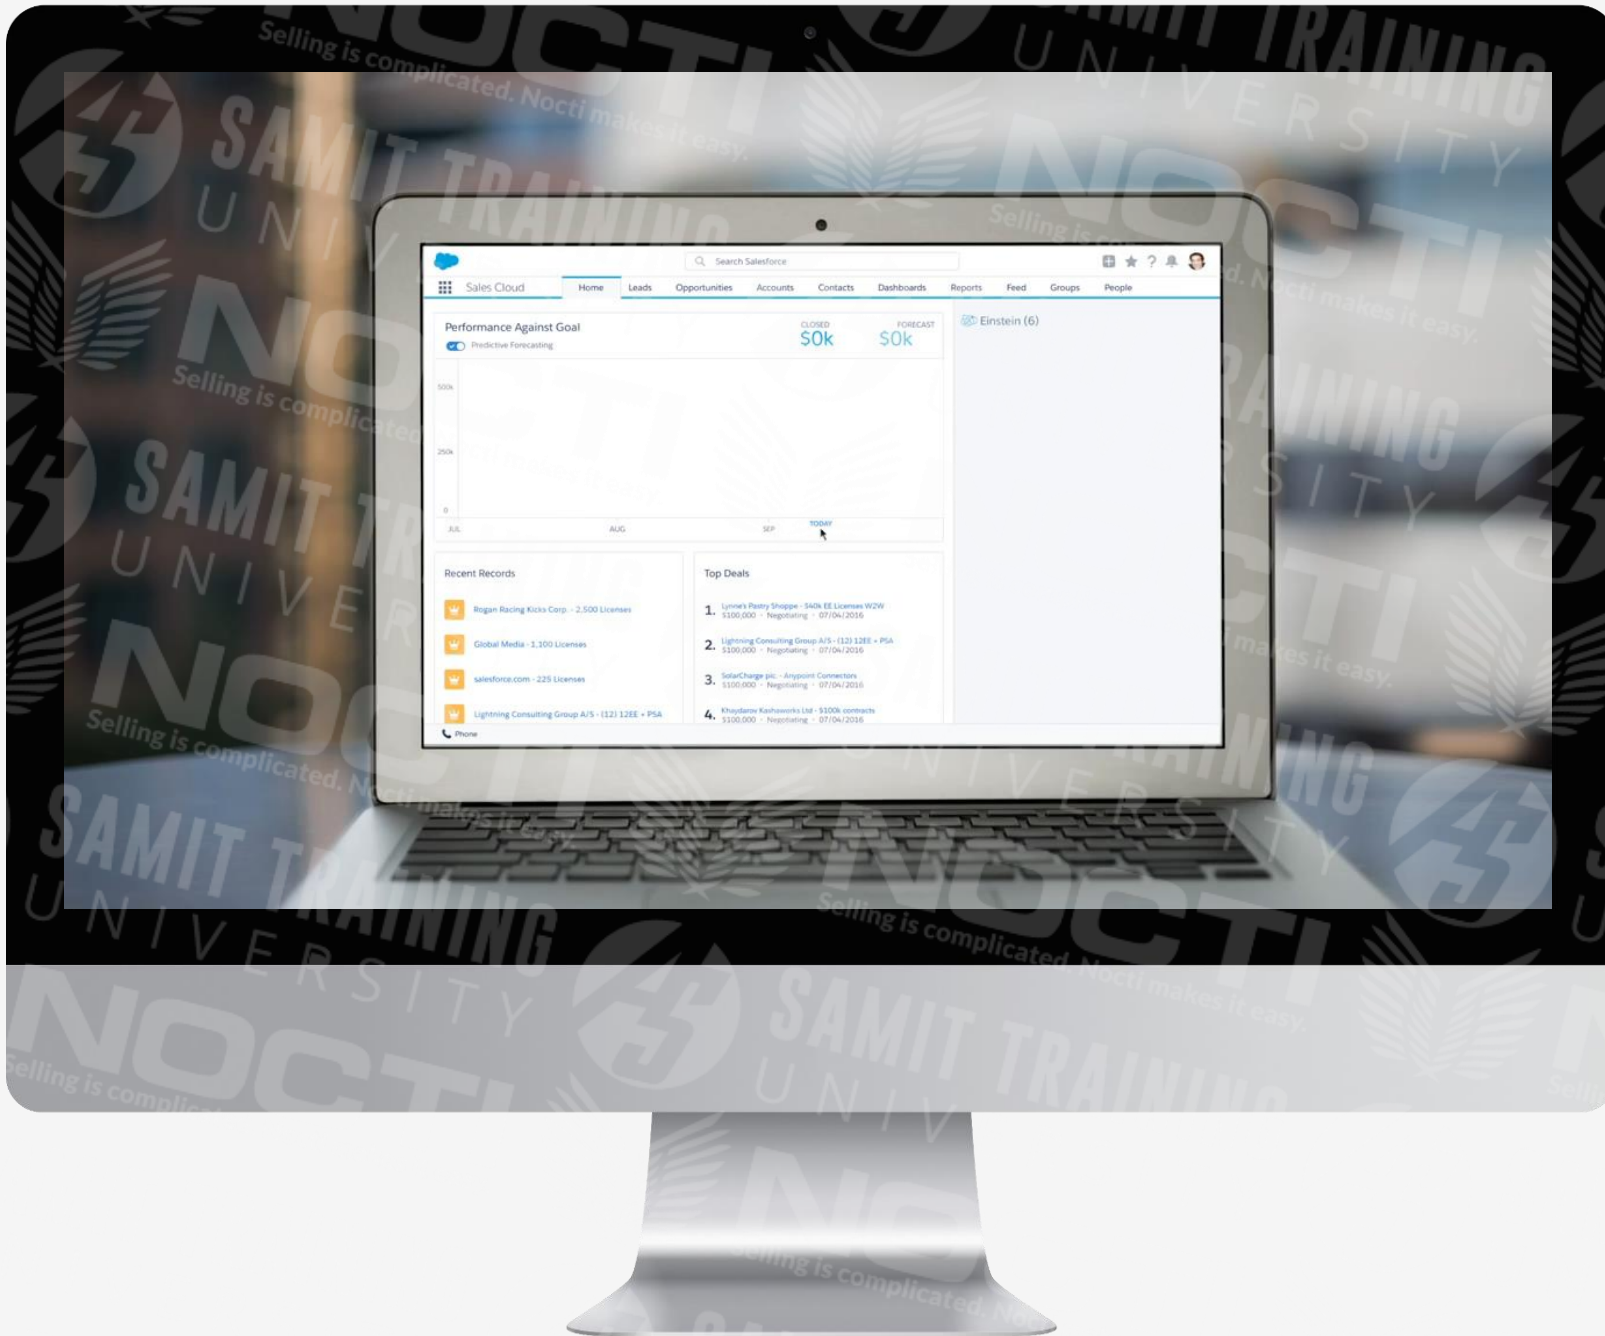 Search Salesforce
Sales Cloud
Home Leads Opportunities Accounts Contacts Dashboards Reports Feed Groups People
Performance Against Goal
Predictive Forecasting
CLOSED
$0k
FORECAST
$0k
500k
250k
0
JUL AUG SEP TODAY
Einstein (6)
Recent Records
Rogan Racing Kicks Corp. - 2,500 Licenses
Global Media - 1,100 Licenses
salesforce.com - 225 Licenses
Lightning Consulting Group A/S - (12) 12EE + PSA
Top Deals
1. Lynne's Pastry Shoppe - $40k EE Licenses W2W
$100,000 - Negotiating - 07/04/2016
2. Lightning Consulting Group A/S - (12) 12EE + PSA
$100,000 - Negotiating - 07/04/2016
3. SolarCharge plc. - Anypoint Connectors
$100,000 - Negotiating - 07/04/2016
4. Khaydarov Kashoworks Ltd - $100k contracts
$100,000 - Negotiating - 07/04/2016
Phone
SAMIT TRAINING
UNIVERSITY
NOCTI
Selling is complicated. Nocti makes it easy.